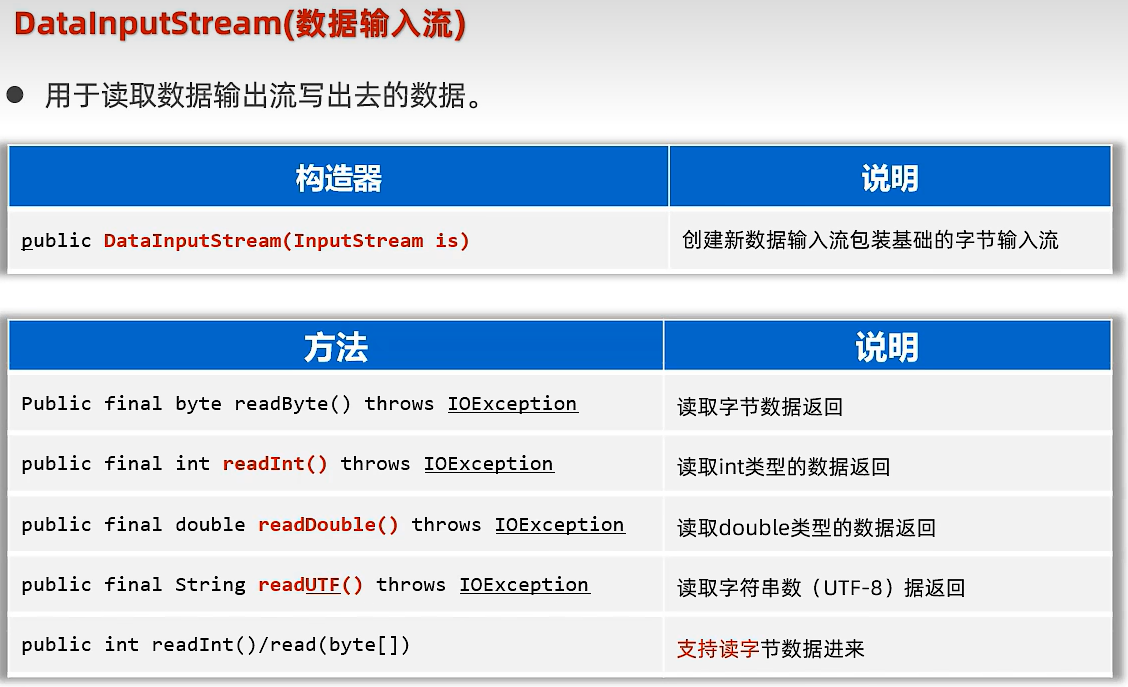 DataInputStream(数据输入流)
● 用于读取数据输出流写出去的数据。
构造器 说明
public DataInputStream(InputStream is) 创建新数据输入流包装基础的字节输入流
方法 说明
Public final byte readByte() throws IOException 读取字节数据返回
public final int readInt() throws IOException 读取int类型的数据返回
public final double readDouble() throws IOException 读取double类型的数据返回
public final String readUTF() throws IOException 读取字符串数（UTF-8）据返回
public int readInt()/read(byte[]) 支持读字节数据进来